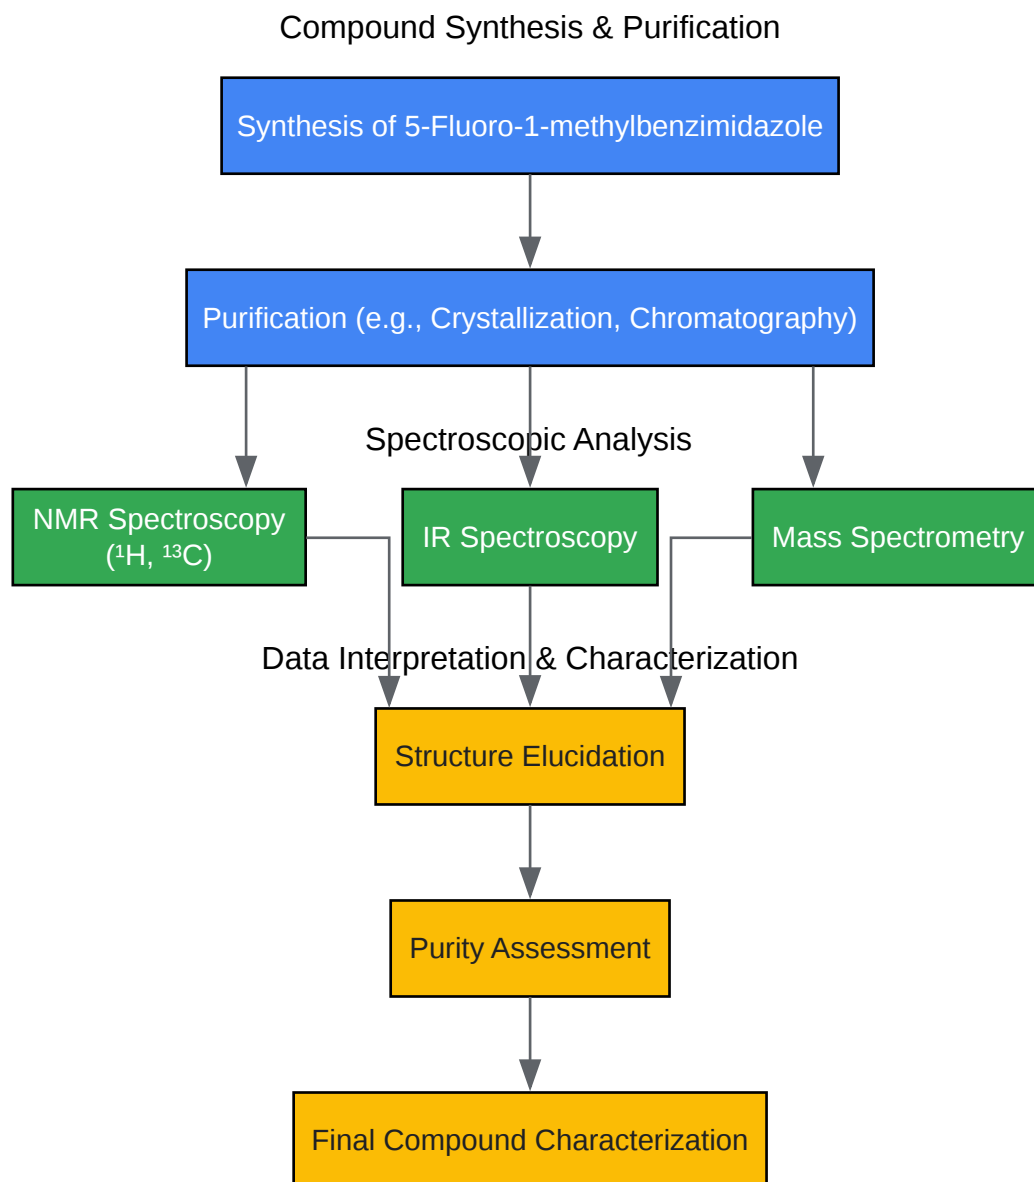 Compound Synthesis & Purification
Synthesis of 5-Fluoro-1-methylbenzimidazole
Purification (e.g., Crystallization, Chromatography)
Spectroscopic Analysis
NMR Spectroscopy
(¹H, ¹³C)
IR Spectroscopy
Mass Spectrometry
Data Interpretation & Characterization
Structure Elucidation
Purity Assessment
Final Compound Characterization